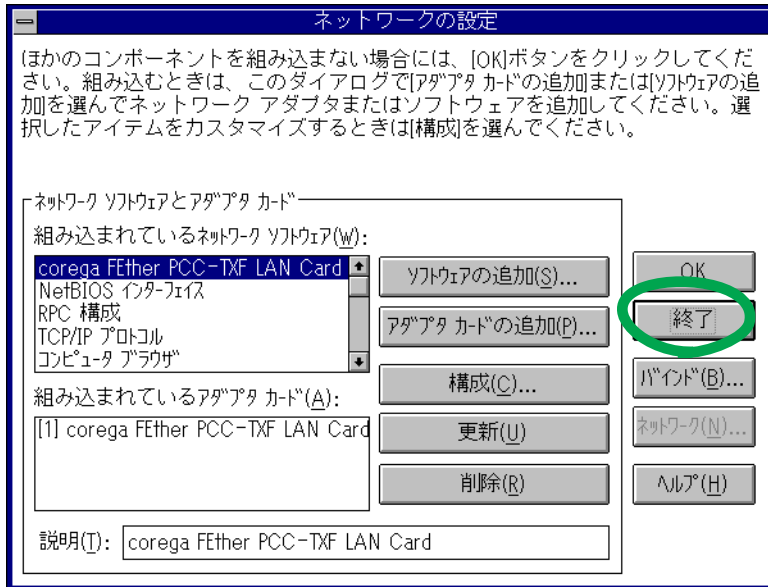 ネットワークの設定
ほかのコンポーネントを組み込まない場合には、[OK]ボタンをクリックしてくだ
さい。組み込むときは、このダイアログで[ｱﾀﾞﾌﾟﾀ ｶｰﾄﾞの追加]または[ｿﾌﾄｳｪｱの追
加]を選んでネットワーク アダプタまたはソフトウェアを追加してください。選
択したアイテムをカスタマイズするときは[構成]を選んでください。
ﾈｯﾄﾜｰｸ ｿﾌﾄｳｪｱとｱﾀﾞﾌﾟﾀ ｶｰﾄﾞ
組み込まれているﾈｯﾄﾜｰｸ ｿﾌﾄｳｪｱ(W):
corega FEther PCC-TXF LAN Card
NetBIOS ｲﾝﾀｰﾌｪｲｽ
RPC 構成
TCP/IP ﾌﾟﾛﾄｺﾙ
ｺﾝﾋﾟｭｰﾀ ﾌﾞﾗｳｻﾞ
組み込まれているｱﾀﾞﾌﾟﾀ ｶｰﾄﾞ(A):
[1] corega FEther PCC-TXF LAN Card
説明(T): corega FEther PCC-TXF LAN Card
ｿﾌﾄｳｪｱの追加(S)...
ｱﾀﾞﾌﾟﾀ ｶｰﾄﾞの追加(P)...
構成(C)...
更新(U)
削除(R)
OK
終了
ﾊﾞｲﾝﾄﾞ(B)...
ﾈｯﾄﾜｰｸ(N)...
ﾍﾙﾌﾟ(H)